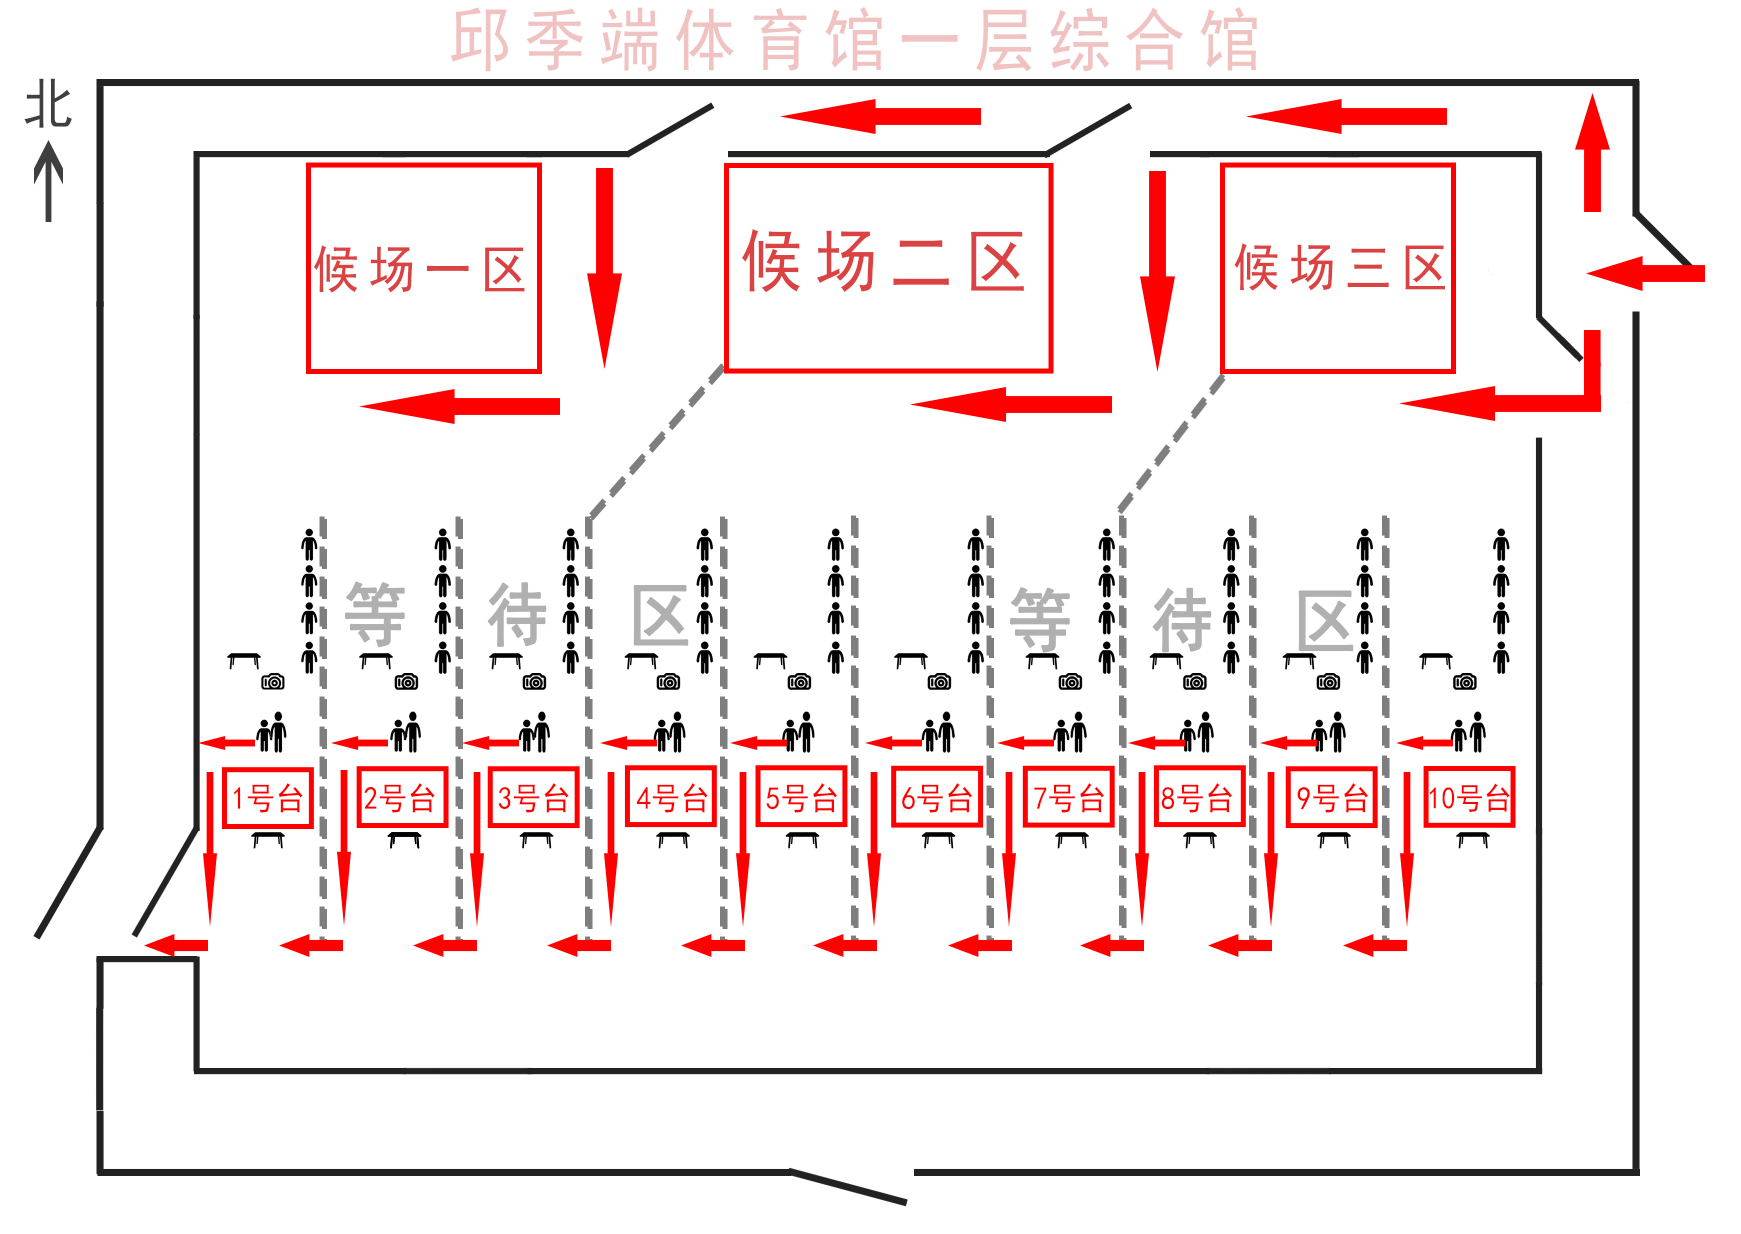 邱季端体育馆一层综合馆
北
候场一区
候场二区
候场三区
等待区
等待区
1号台
2号台
3号台
4号台
5号台
6号台
7号台
8号台
9号台
10号台